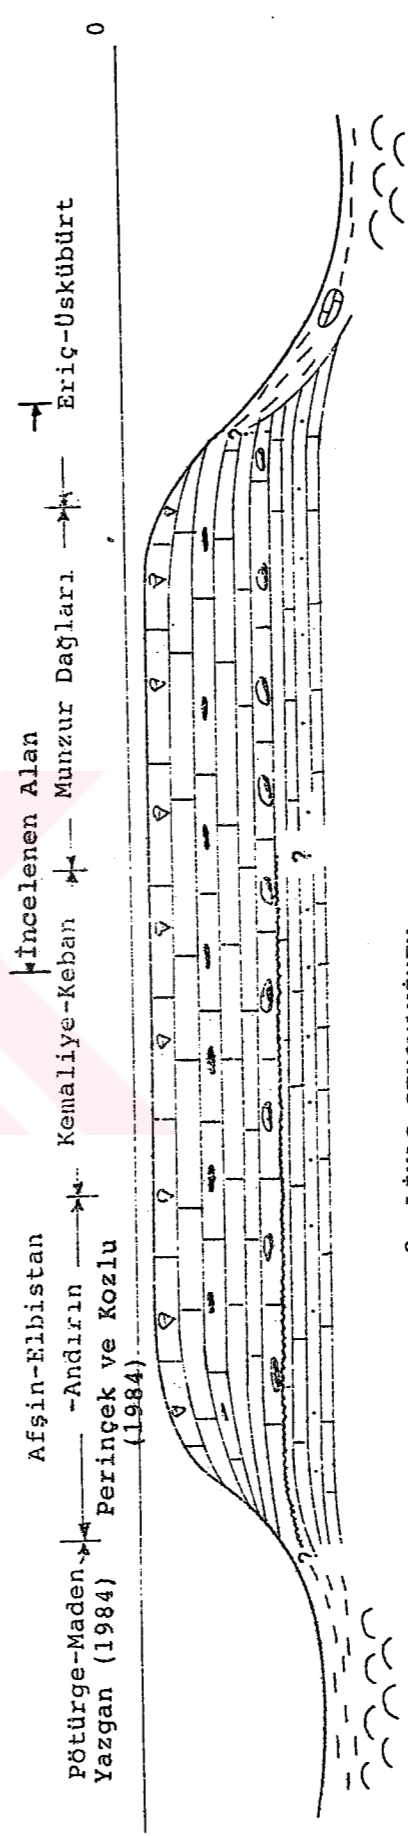 İncelenen Alan
Afşin-Elbistan
-Andırın
Pötürge-Maden
Yazgan (1984)
Perinçek ve Kozlu
(1984)
Kemaliye-Keban
Munzur Dağları
Eriç-Üskübürt
0
?
?
?